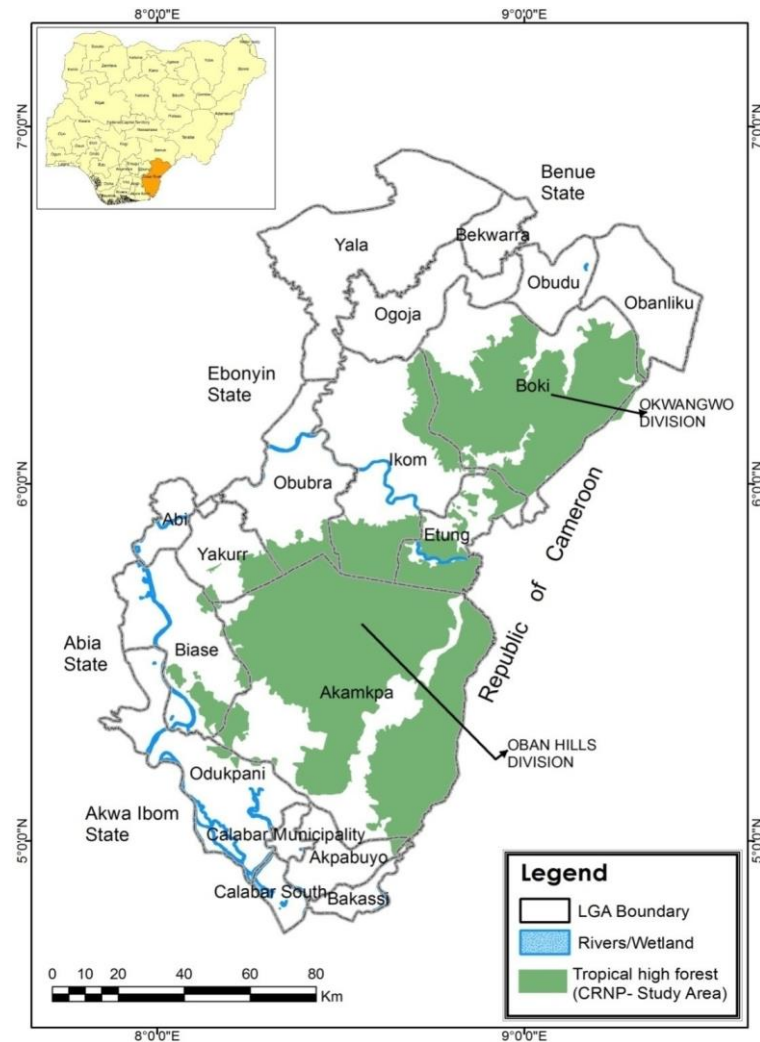 8°0'0"E
9°0'0"E
7°0'0"N
7°0'0"N
6°0'0"N
6°0'0"N
5°0'0"N
5°0'0"N
Benue
State
Yala
Bekwarra
Obudu
Obanliku
Ogoja
Ebonyin
State
Boki
OKWANGWO
DIVISION
Ikom
Obubra
Abi
Yakurr
Etung
Republic of Cameroon
Abia
State
Biase
Akamkpa
OBAN HILLS
DIVISION
Odukpani
Akwa Ibom
State
Calabar Municipality
Akpabuyo
Calabar South
Bakassi
Legend
LGA Boundary
Rivers/Wetland
Tropical high forest
(CRNP- Study Area)
0 10 20 40 60 80
Km
8°0'0"E
9°0'0"E